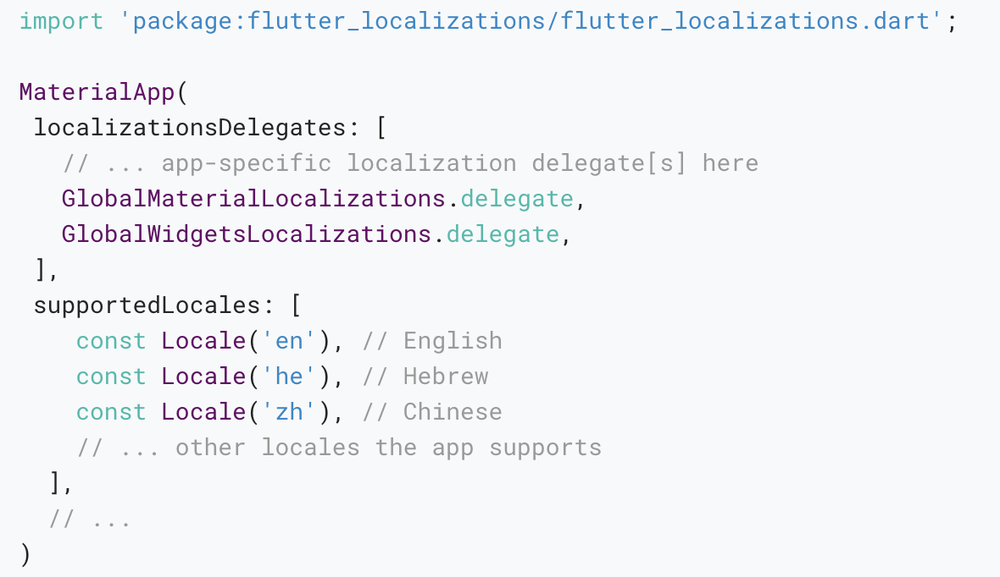 import 'package:flutter_localizations/flutter_localizations.dart';

MaterialApp(
 localizationsDelegates: [
   // ... app-specific localization delegate[s] here
   GlobalMaterialLocalizations.delegate,
   GlobalWidgetsLocalizations.delegate,
 ],
 supportedLocales: [
    const Locale('en'), // English
    const Locale('he'), // Hebrew
    const Locale('zh'), // Chinese
    // ... other locales the app supports
  ],
  // ...
)